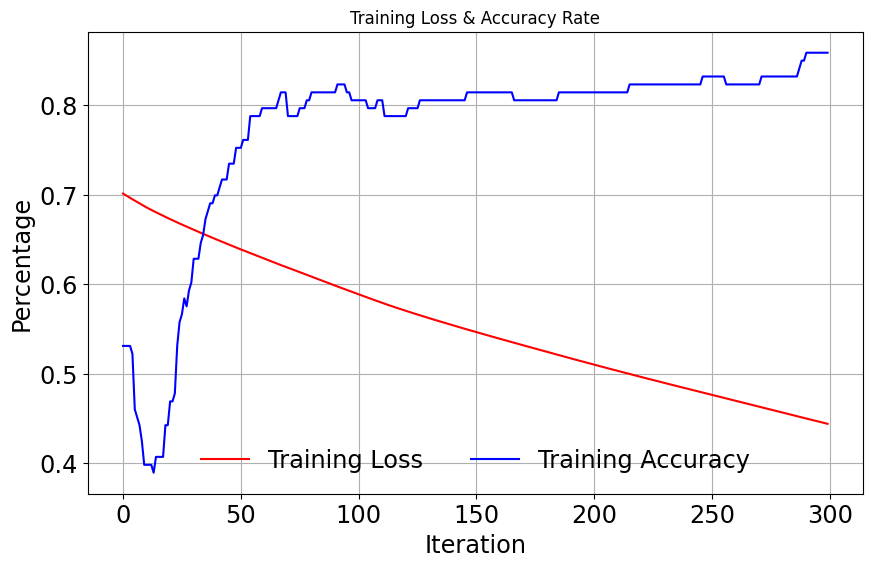 Training Loss & Accuracy Rate
Percentage
0.8
0.7
0.6
0.5
0.4
Training Loss Training Accuracy
0 50 100 150 200 250 300
Iteration